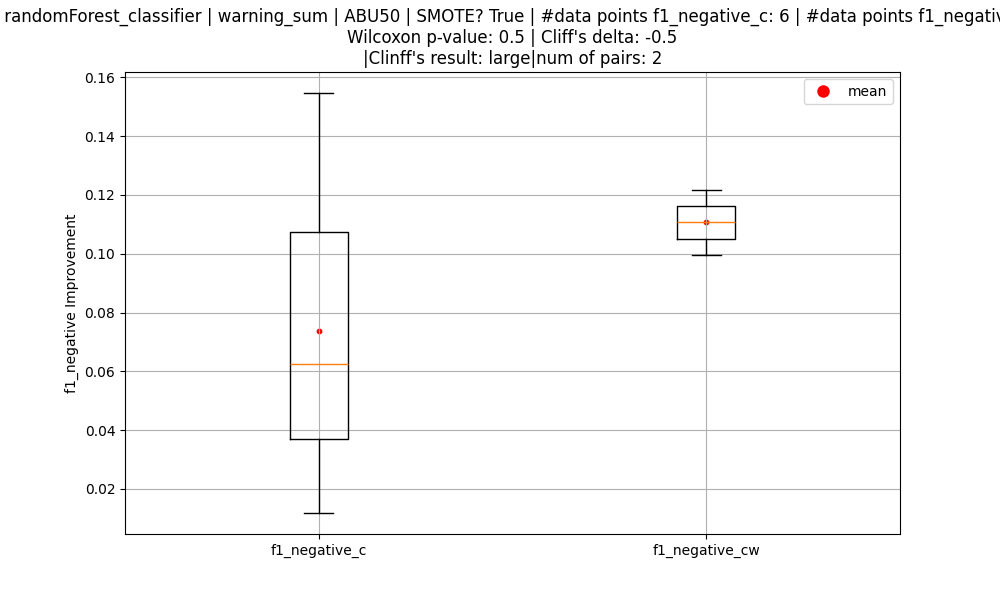 randomForest_classifier | warning_sum | ABU50 | SMOTE? True | #data points f1_negative_c: 6 | #data points f1_negativ
Wilcoxon p-value: 0.5 | Cliff's delta: -0.5
|Clinff's result: large|num of pairs: 2
0.16
mean
0.14
0.12
0.10
0.08
0.06
0.04
0.02
f1_negative Improvement
f1_negative_c
f1_negative_cw